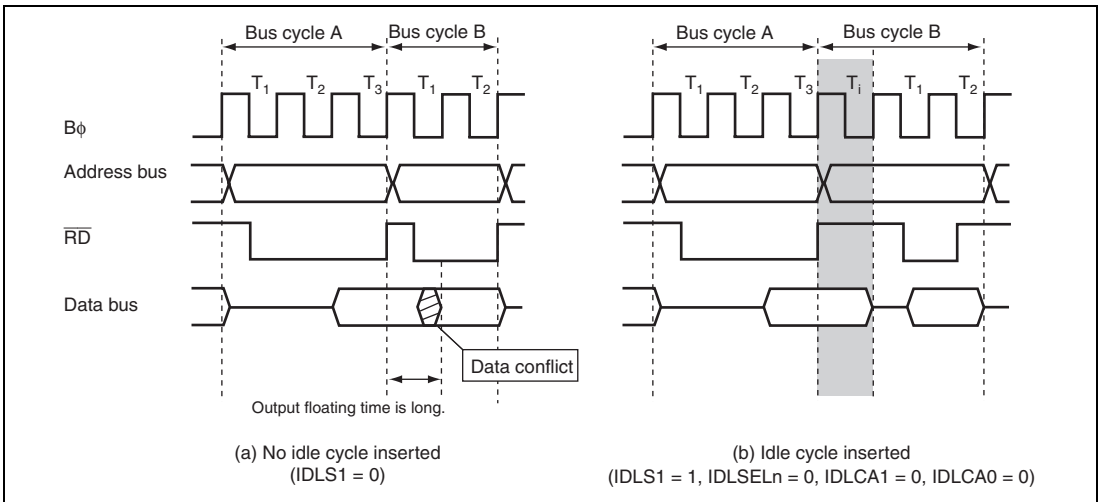 Bus cycle A
Bus cycle B
T1 T2 T3 T1 T2
Bϕ
Address bus
RD
Data bus
Data conflict
Output floating time is long.
(a) No idle cycle inserted
(IDLS1 = 0)
Bus cycle A
Bus cycle B
T1 T2 T3 Ti T1 T2
(b) Idle cycle inserted
(IDLS1 = 1, IDLSELn = 0, IDLCA1 = 0, IDLCA0 = 0)